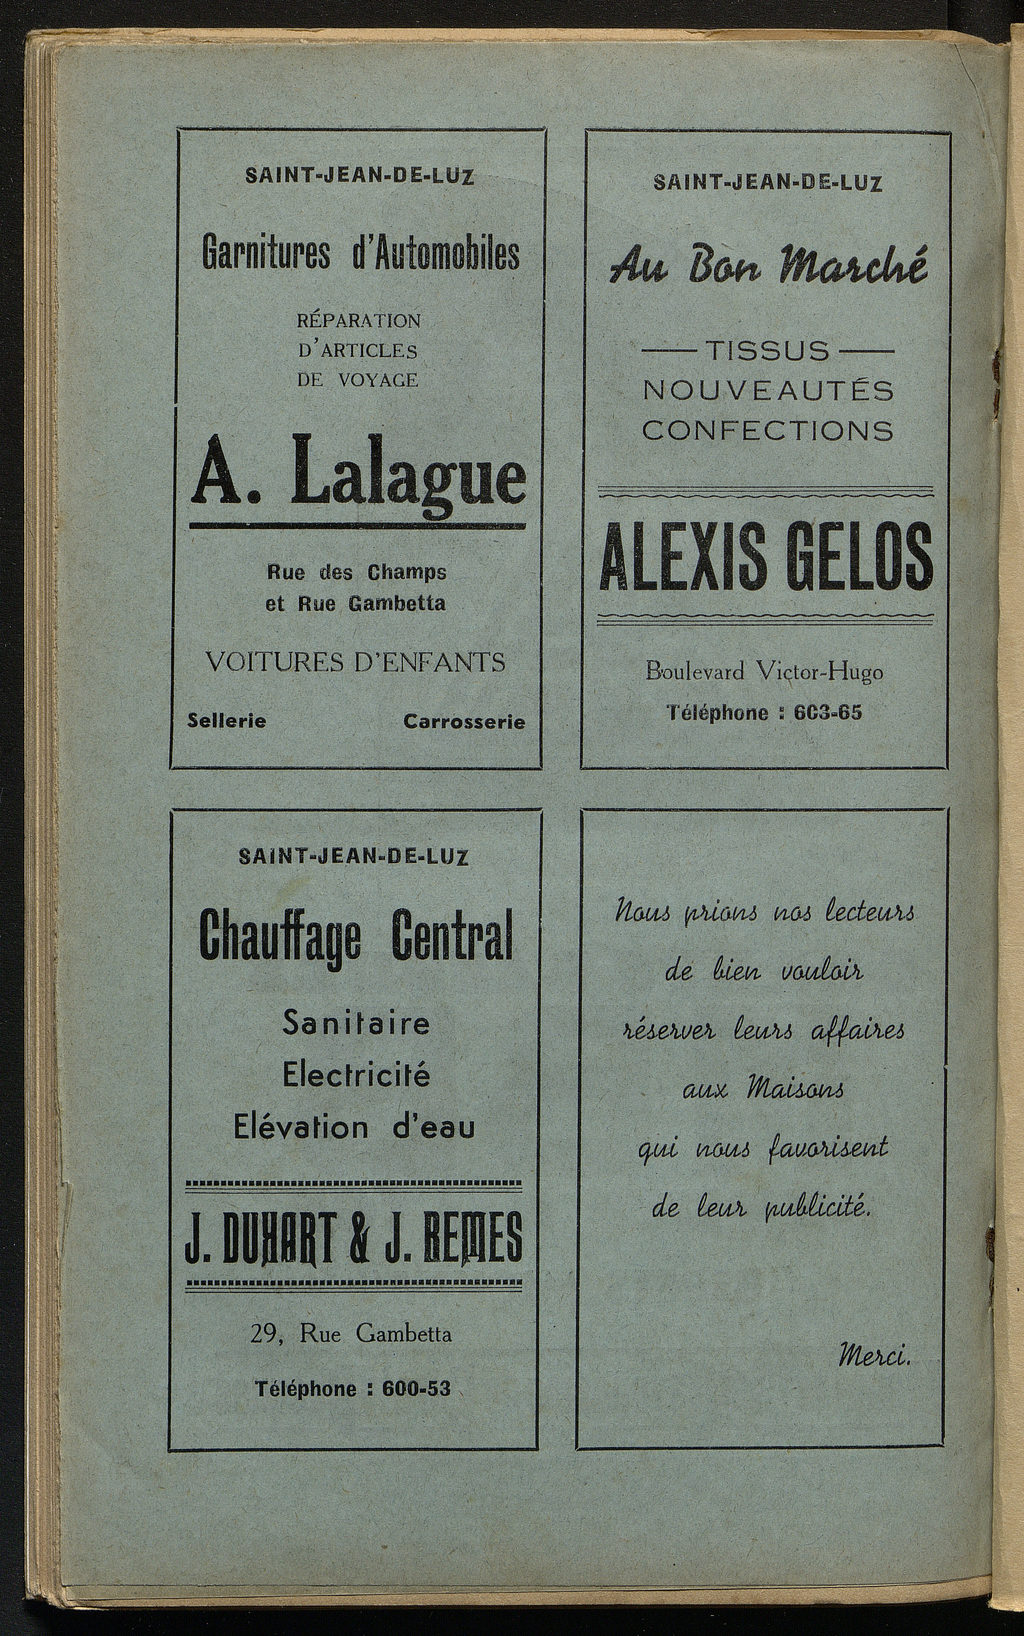 SAINT-JEAN-DE-LUZ
Garnitures d'Automobiles
RÉPARATION
D'ARTICLES
DE VOYAGE
A. Lalague
Rue des Champs
et Rue Gambetta
VOITURES D'ENFANTS
Sellerie Carrosserie
SAINT-JEAN-DE-LUZ
Au Bon Marché
TISSUS
NOUVEAUTÉS
CONFECTIONS
ALEXIS GELOS
Boulevard Victor-Hugo
Téléphone : 603-65
SAINT-JEAN-DE-LUZ
Chauffage Central
Sanitaire
Electricité
Elévation d'eau
J. DUHART & J. REMES
29, Rue Gambetta
Téléphone : 600-53
Nous prions nos lecteurs
de bien vouloir
réserver leurs affaires
aux Maisons
qui nous favorisent
de leur publicité.
Merci.